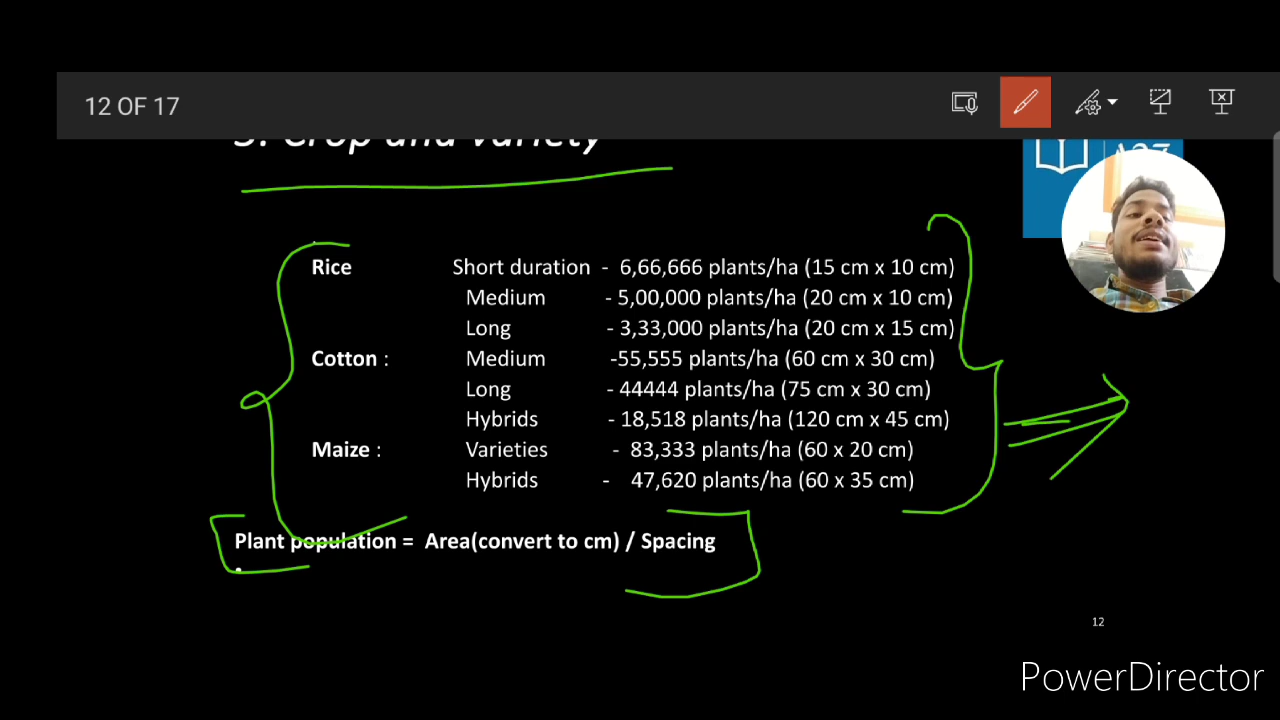 12 OF 17
3. Crop and variety
Rice Short duration - 6,66,666 plants/ha (15 cm x 10 cm)
Medium - 5,00,000 plants/ha (20 cm x 10 cm)
Long - 3,33,000 plants/ha (20 cm x 15 cm)
Cotton : Medium -55,555 plants/ha (60 cm x 30 cm)
Long - 44444 plants/ha (75 cm x 30 cm)
Hybrids - 18,518 plants/ha (120 cm x 45 cm)
Maize : Varieties - 83,333 plants/ha (60 x 20 cm)
Hybrids - 47,620 plants/ha (60 x 35 cm)
Plant population = Area(convert to cm) / Spacing
12
PowerDirector